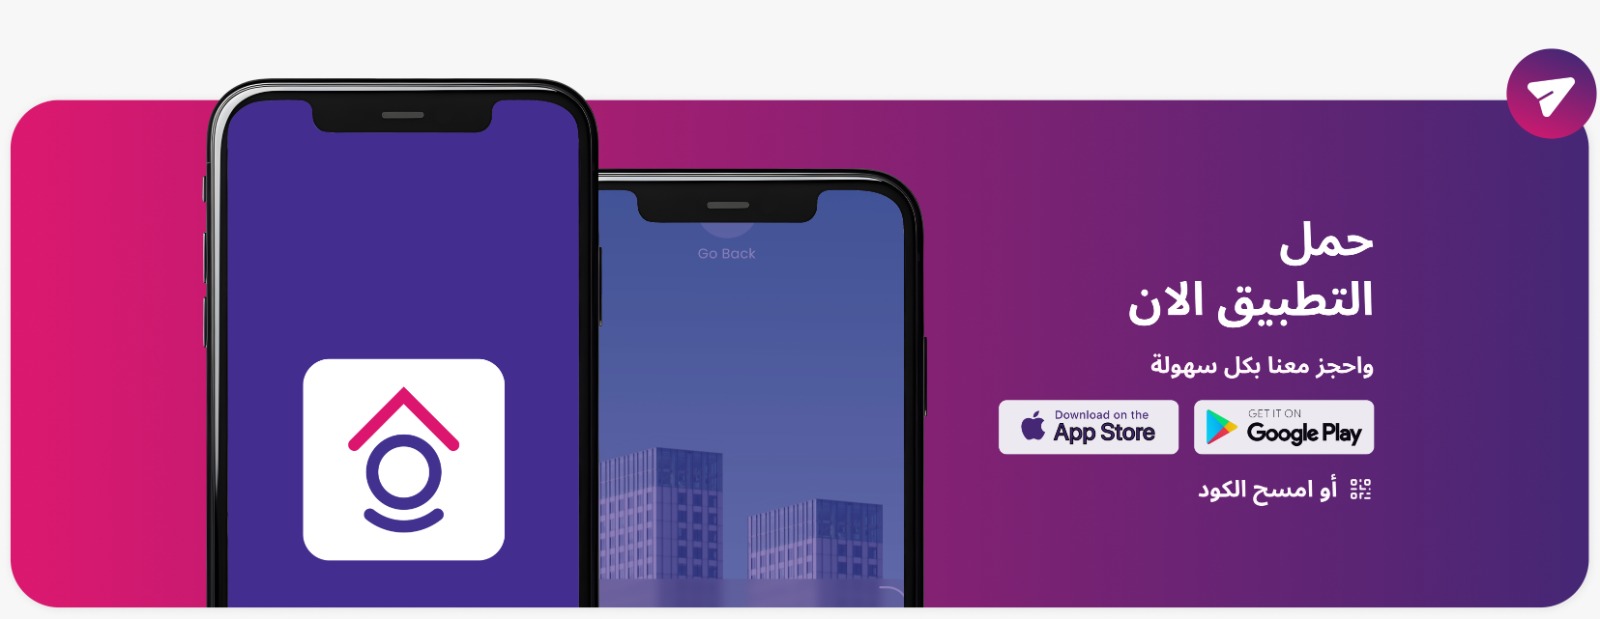 حمل
التطبيق الان
واحجز معنا بكل سهولة
GET IT ON
Google Play
Download on the
App Store
أو امسح الكود
Go Back